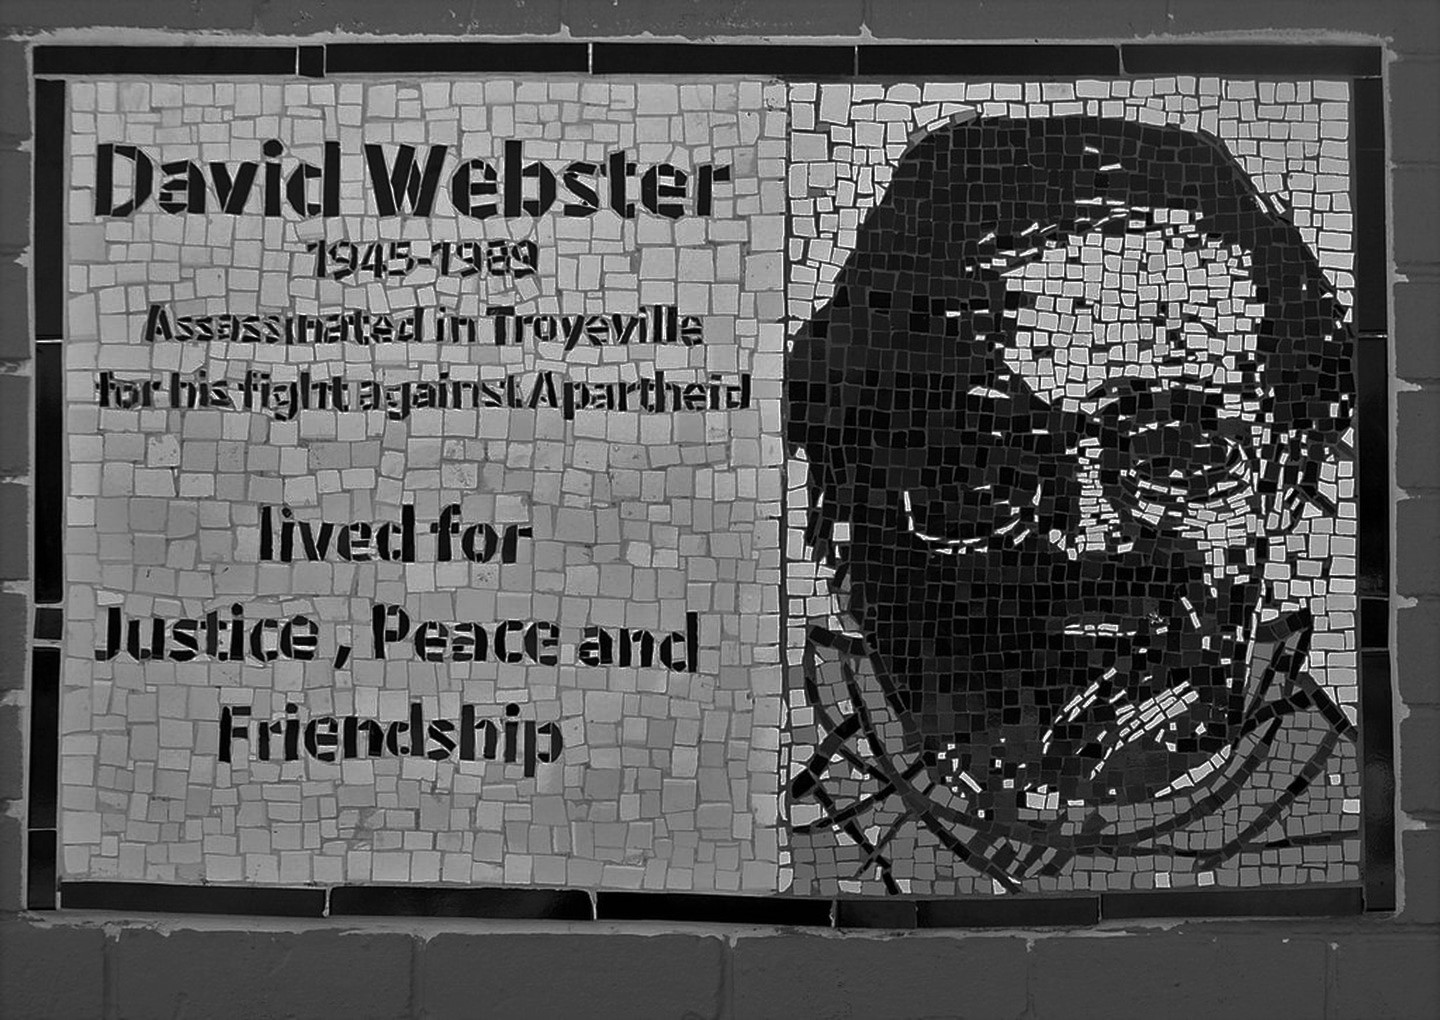 David Webster
1945-1989
Assassinated in Troyeville
for his fight against Apartheid
lived for
Justice , Peace and
Friendship